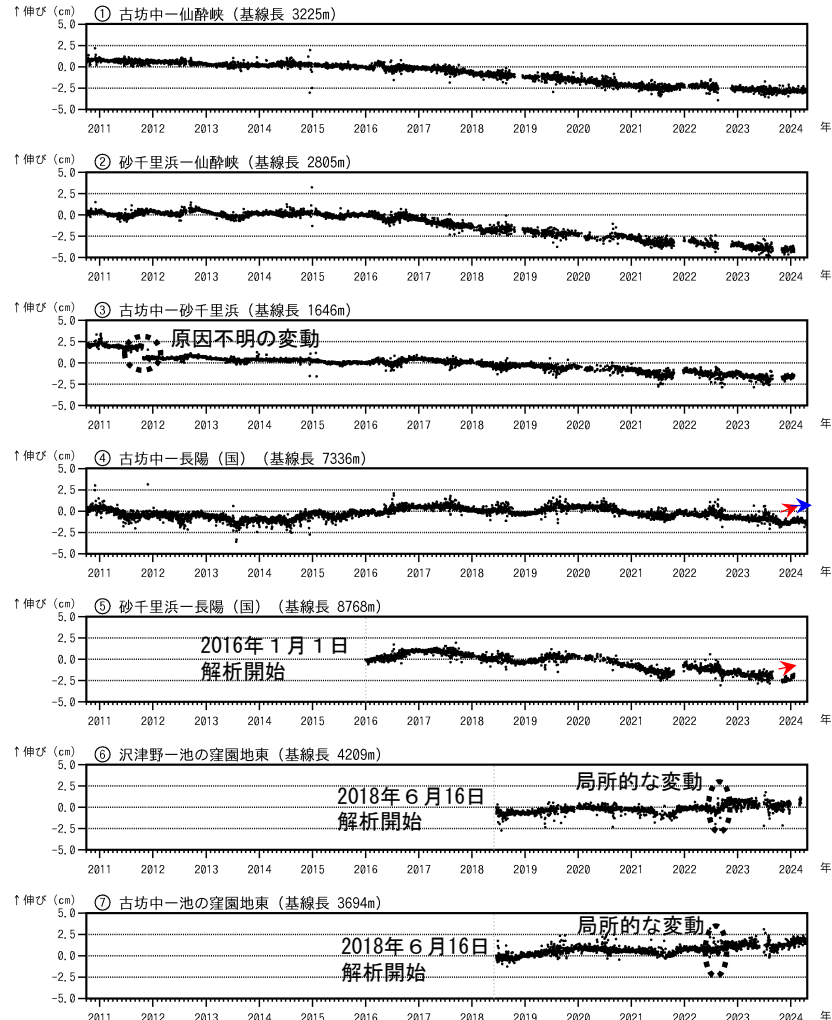 ↑伸び (cm) ① 古坊中－仙酔峡 (基線長 3225m)
5.0
2.5
0.0
-2.5
-5.0
2011 2012 2013 2014 2015 2016 2017 2018 2019 2020 2021 2022 2023 2024 年
↑伸び (cm) ② 砂千里浜－仙酔峡 (基線長 2805m)
5.0
2.5
0.0
-2.5
-5.0
2011 2012 2013 2014 2015 2016 2017 2018 2019 2020 2021 2022 2023 2024 年
↑伸び (cm) ③ 古坊中－砂千里浜 (基線長 1646m)
5.0
原因不明の変動
2.5
0.0
-2.5
-5.0
2011 2012 2013 2014 2015 2016 2017 2018 2019 2020 2021 2022 2023 2024 年
↑伸び (cm) ④ 古坊中－長陽（国） (基線長 7336m)
5.0
2.5
0.0
-2.5
-5.0
2011 2012 2013 2014 2015 2016 2017 2018 2019 2020 2021 2022 2023 2024 年
↑伸び (cm) ⑤ 砂千里浜－長陽（国） (基線長 8768m)
5.0
2.5
2016年１月１日
0.0
解析開始
-2.5
-5.0
2011 2012 2013 2014 2015 2016 2017 2018 2019 2020 2021 2022 2023 2024 年
↑伸び (cm) ⑥ 沢津野－池の窪園地東 (基線長 4209m)
5.0
局所的な変動
2.5
2018年６月16日
0.0
解析開始
-2.5
-5.0
2011 2012 2013 2014 2015 2016 2017 2018 2019 2020 2021 2022 2023 2024 年
↑伸び (cm) ⑦ 古坊中－池の窪園地東 (基線長 3694m)
5.0
局所的な変動
2.5
2018年６月16日
0.0
解析開始
-2.5
-5.0
2011 2012 2013 2014 2015 2016 2017 2018 2019 2020 2021 2022 2023 2024 年